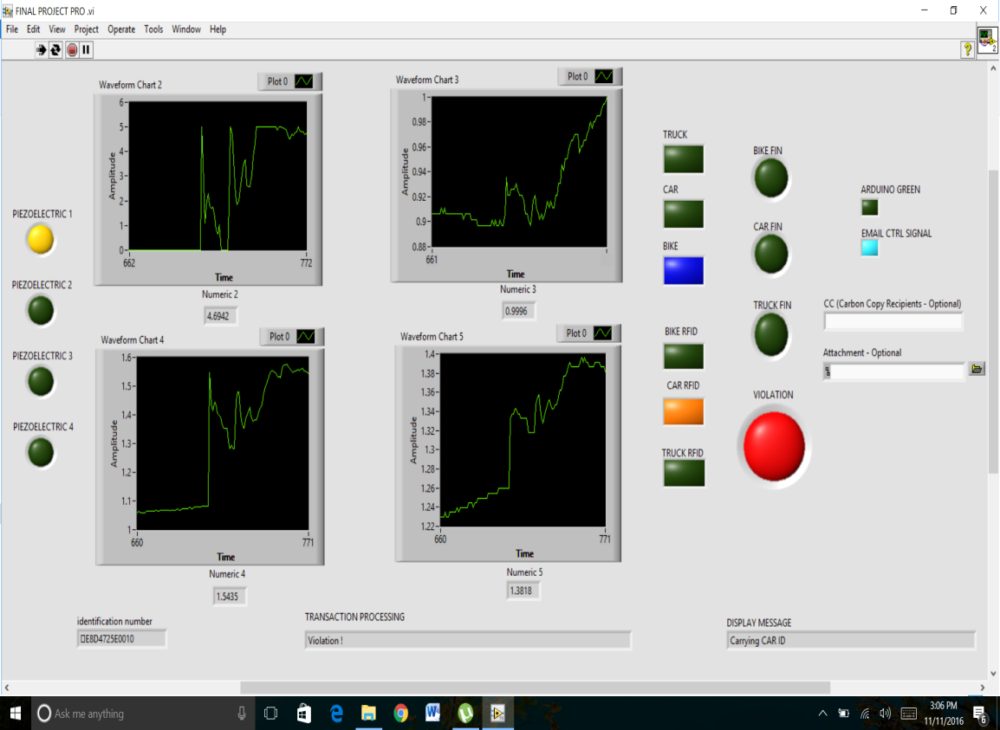 FINAL PROJECT PRO .vi
File Edit View Project Operate Tools Window Help
2
Waveform Chart 2
Plot 0
6
5
4
3
2
1
0
Amplitude
662
772
Time
Numeric 2
4.6942
Waveform Chart 3
Plot 0
1
0.98
0.96
0.94
0.92
0.9
0.88
Amplitude
661
Time
Numeric 3
0.9996
PIEZOELECTRIC 1
PIEZOELECTRIC 2
PIEZOELECTRIC 3
PIEZOELECTRIC 4
Waveform Chart 4
Plot 0
1.6
1.5
1.4
1.3
1.2
1.1
1
Amplitude
660
771
Time
Numeric 4
1.5435
Waveform Chart 5
Plot 0
1.4
1.38
1.36
1.34
1.32
1.3
1.28
1.26
1.24
1.22
Amplitude
660
771
Time
Numeric 5
1.3818
TRUCK
CAR
BIKE
BIKE RFID
CAR RFID
TRUCK RFID
BIKE FIN
CAR FIN
TRUCK FIN
VIOLATION
ARDUINO GREEN
EMAIL CTRL SIGNAL
CC (Carbon Copy Recipients - Optional)
Attachment - Optional
identification number
□E8D4725E0010
TRANSACTION PROCESSING
Violation !
DISPLAY MESSAGE
Carrying CAR ID
Ask me anything
3:06 PM
11/11/2016
6